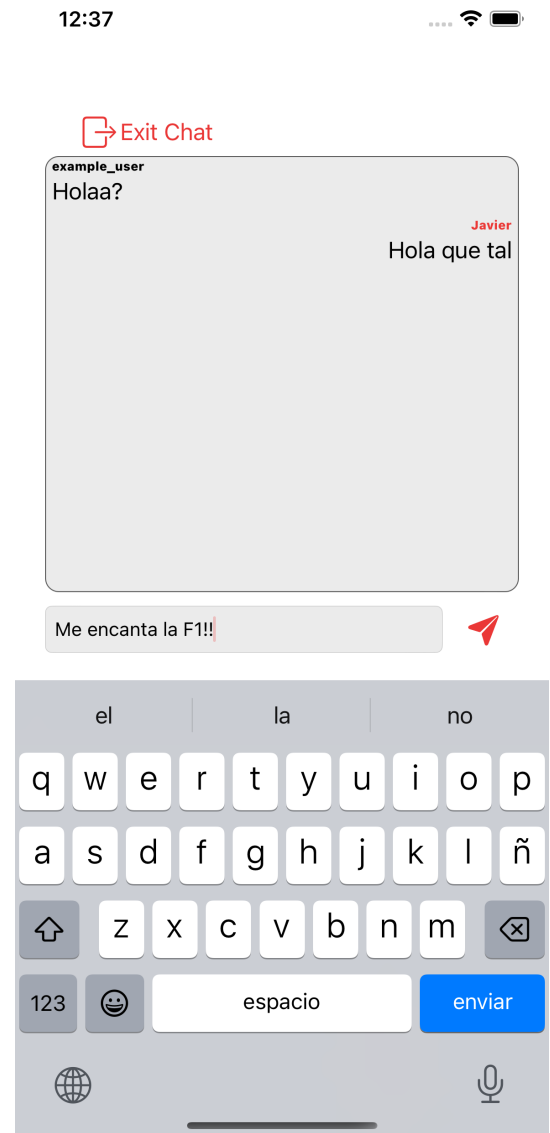 12:37
Exit Chat
example_user
Holaa?
Javier
Hola que tal
Me encanta la F1!!
el la no
q w e r t y u i o p
a s d f g h j k l ñ
z x c v b n m
123 espacio enviar